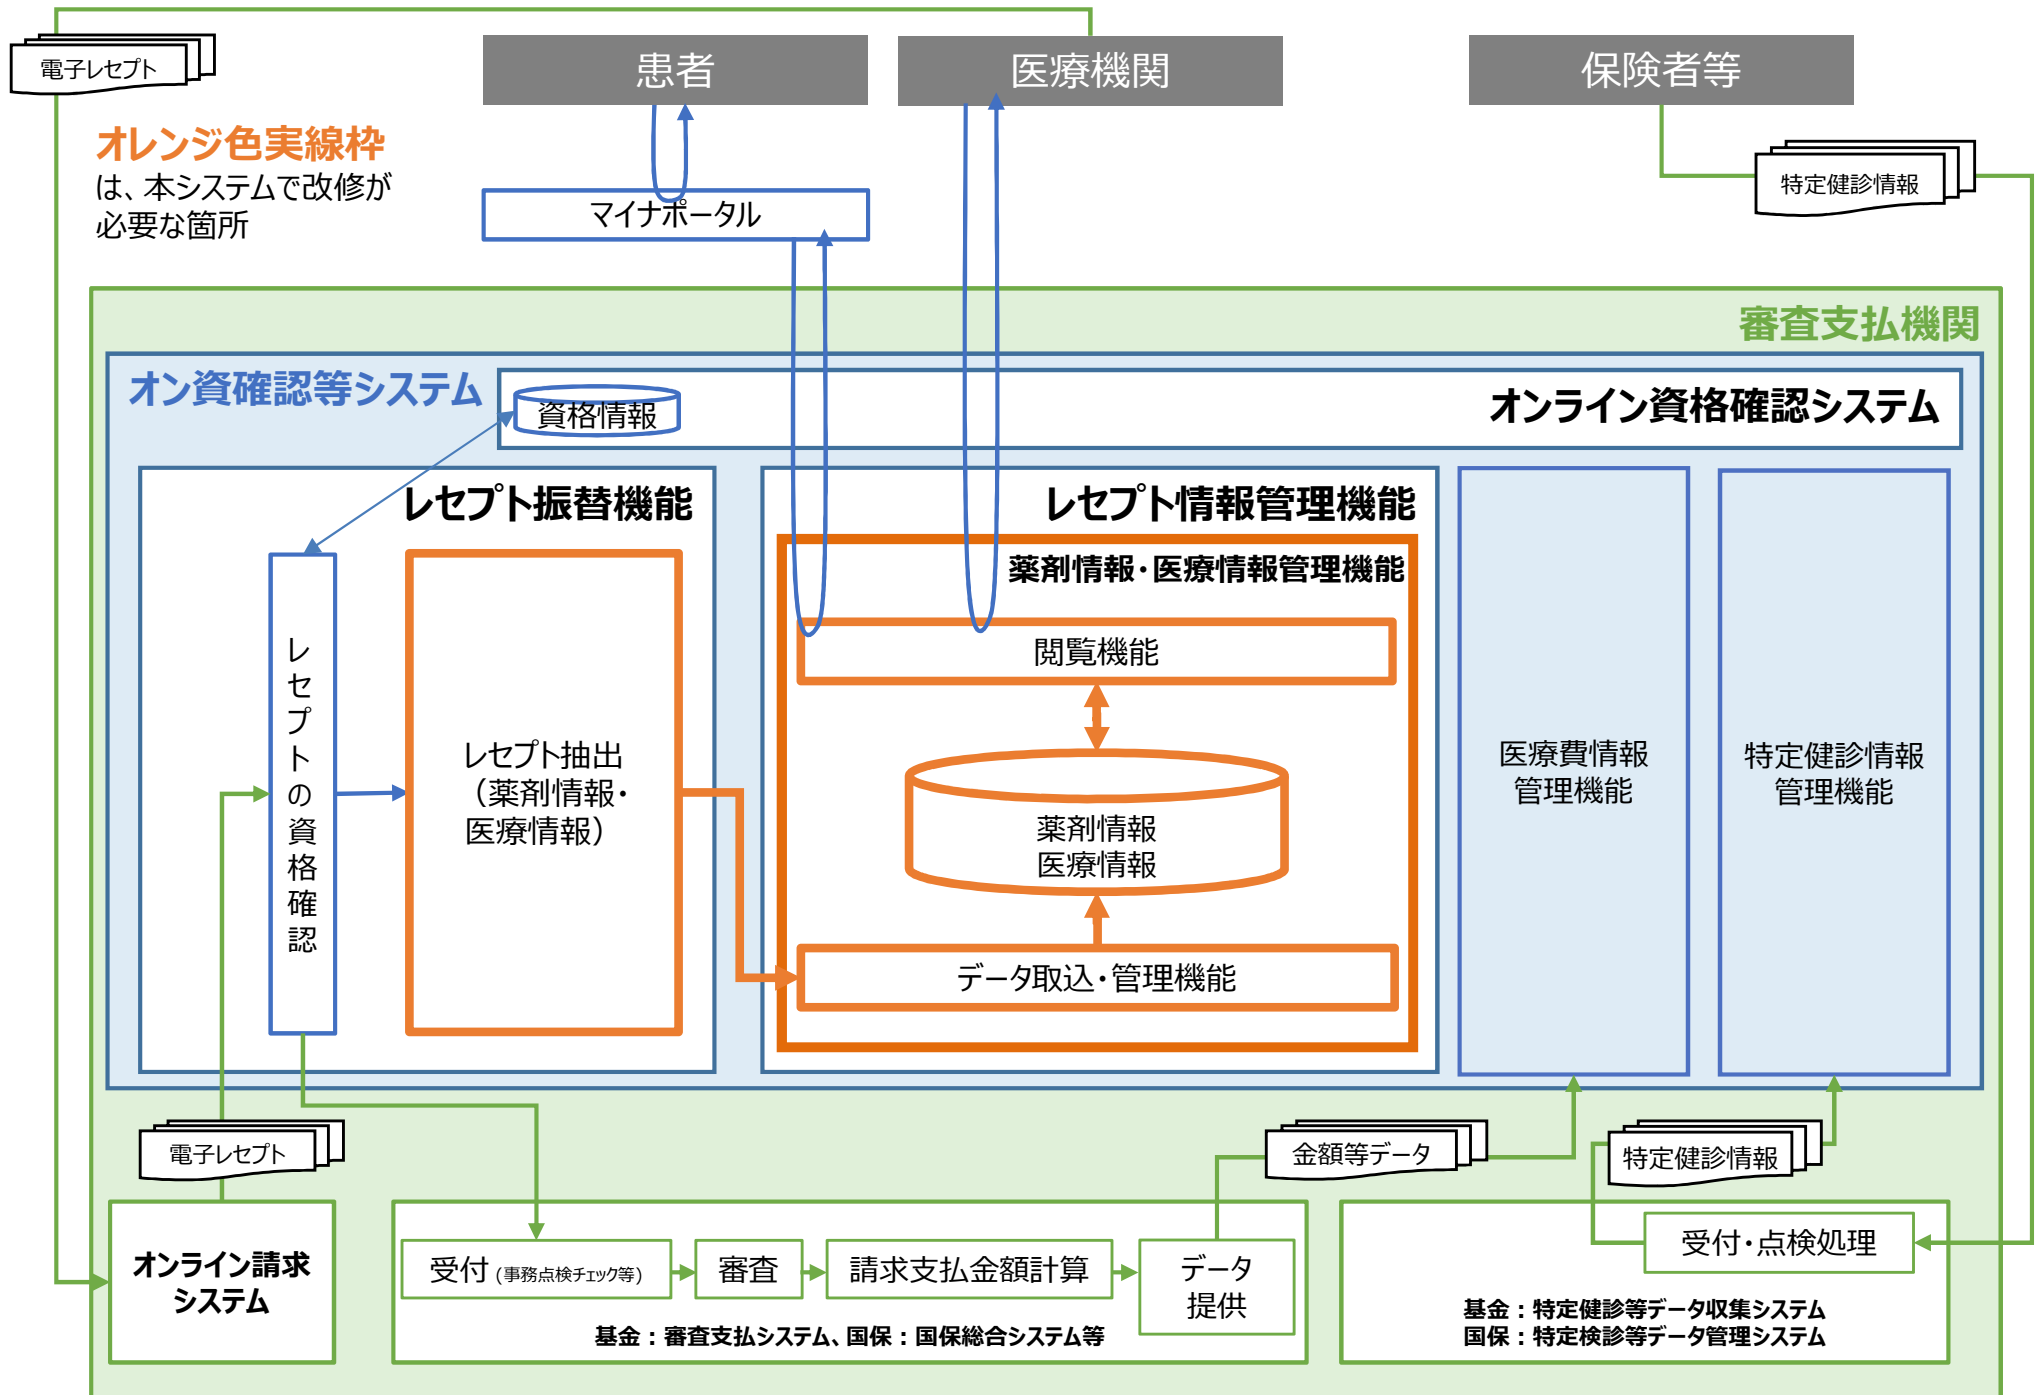 電子レセプト
患者
医療機関
保険者等
オレンジ色実線枠
は、本システムで改修が
必要な箇所
特定健診情報
マイナポータル
審査支払機関
オン資確認等システム
資格情報
オンライン資格確認システム
レセプト振替機能
レセプト情報管理機能
薬剤情報・医療情報管理機能
レセプトの資格確認
閲覧機能
レセプト抽出
（薬剤情報・
医療情報）
薬剤情報
医療情報
データ取込・管理機能
医療費情報
管理機能
特定健診情報
管理機能
電子レセプト
金額等データ
特定健診情報
オンライン請求
システム
受付（事務点検チェック等）
審査
請求支払金額計算
データ
提供
基金：審査支払システム、国保：国保総合システム等
受付・点検処理
基金：特定健診等データ収集システム
国保：特定検診等データ管理システム